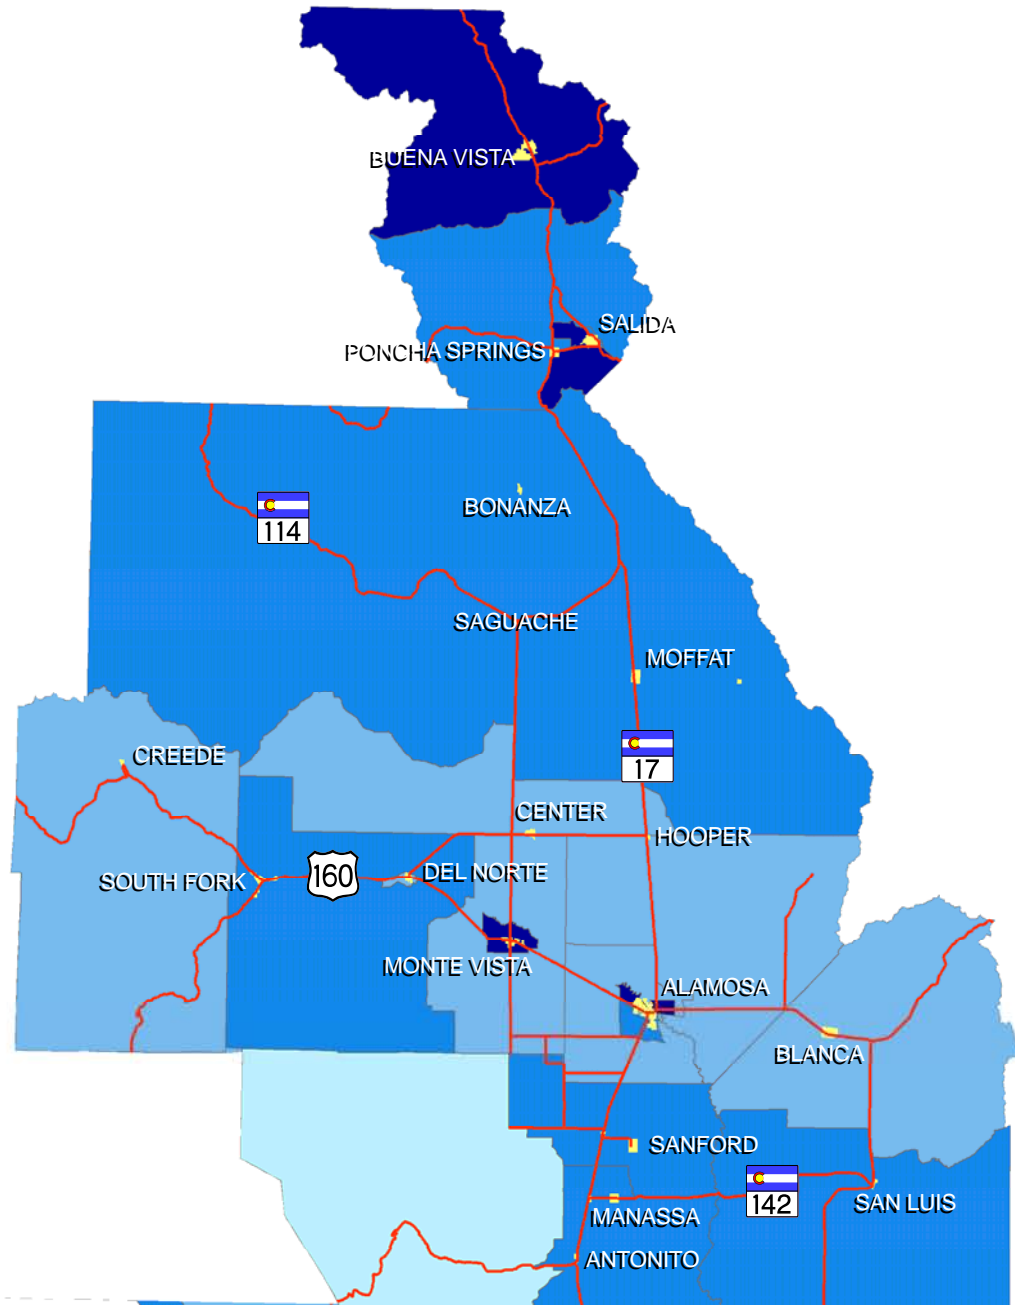 BUENA VISTA
SALIDA
PONCHA SPRINGS
BONANZA
114
SAGUACHE
MOFFAT
17
CREEDE
CENTER
HOOPER
SOUTH FORK
160
DEL NORTE
MONTE VISTA
ALAMOSA
BLANCA
SANFORD
142
SAN LUIS
MANASSA
ANTONITO